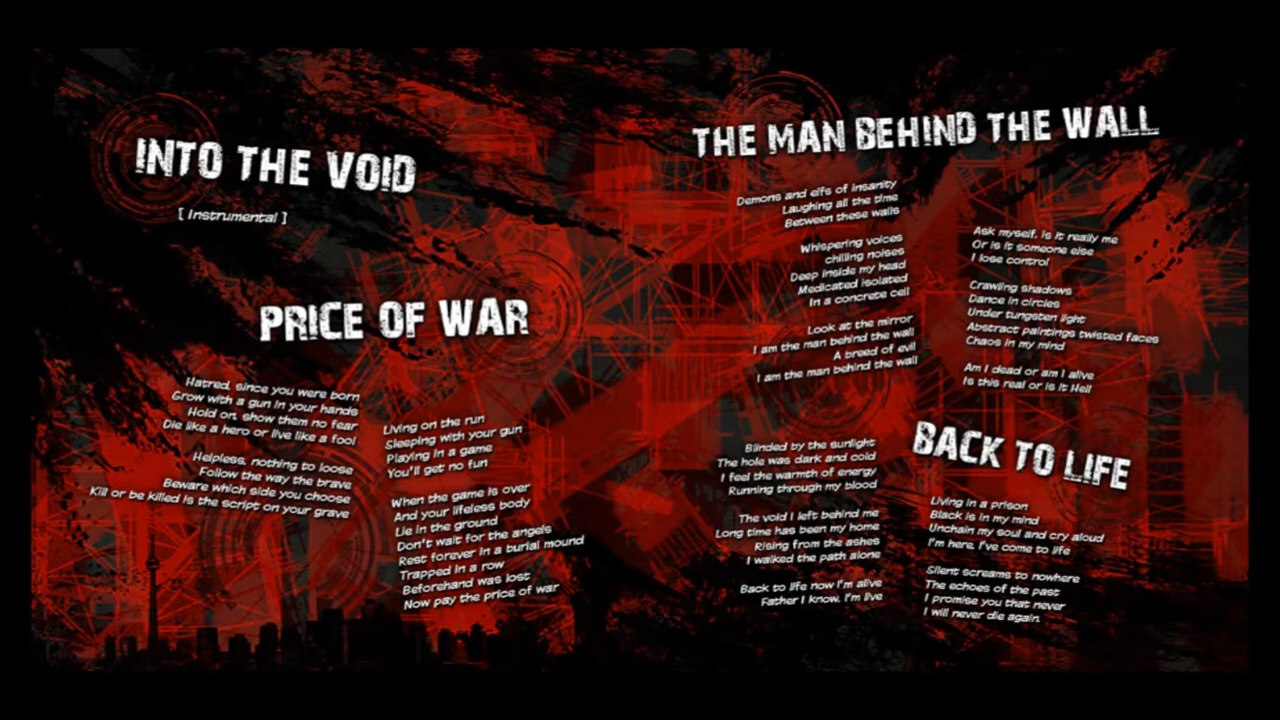 INTO THE VOID
[ Instrumental ]
PRICE OF WAR
Hatred, since you were born
Grow with a gun in your hands
Hold on, show them no fear
Die like a hero or live like a fool
Helpless, nothing to loose
Follow the way the brave
Beware which side you choose
Kill or be killed is the script on your grave
Living on the run
Sleeping with your gun
Playing in a game
You'll get no fun
When the game is over
And your lifeless body
Lie in the ground
Don't wait for the angels
Rest forever in a burial mound
Trapped in a row
Beforehand was lost
Now pay the price of war
THE MAN BEHIND THE WALL
Demons and elfs of insanity
Laughing all the time
Between these walls
Whispering voices
chilling noises
Deep inside my head
Medicated isolated
In a concrete cell
Look at the mirror
I am the man behind the wall
A breed of evil
I am the man behind the wall
Ask myself, is it really me
Or is it someone else
I lose control
Crawling shadows
Dance in circles
Under tungsten light
Abstract paintings twisted faces
Chaos in my mind
Am I dead or am I alive
Is this real or is it Hell
BACK TO LIFE
Blinded by the sunlight
The hole was dark and cold
I feel the warmth of energy
Running through my blood
The void I left behind me
Long time has been my home
Rising from the ashes
I walked the path alone
Back to life now I'm alive
Father I know, I'm live
Living in a prison
Black is in my mind
Unchain my soul and cry aloud
I'm here, I've come to life
Silent screams to nowhere
The echoes of the past
I promise you that never
I will never die again.